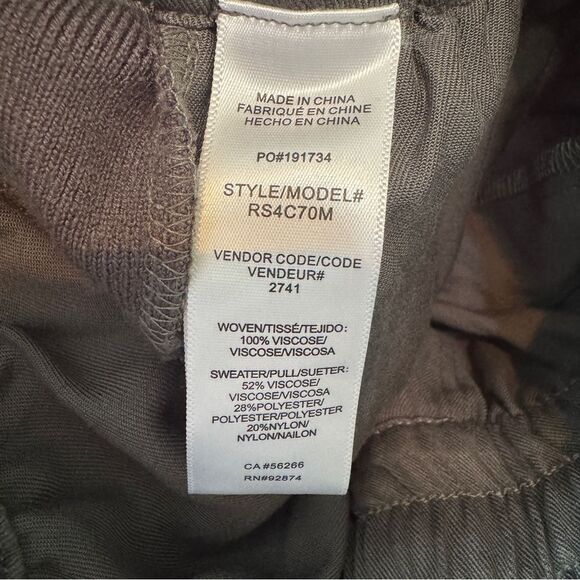 MADE IN CHINA
FABRIQUÉ EN CHINE
HECHO EN CHINA
PO#191734
STYLE/MODEL#
RS4C70M
VENDOR CODE/CODE
VENDEUR#
2741
WOVEN/TISSÉ/TEJIDO:
100% VISCOSE/
VISCOSE/VISCOSA
SWEATER/PULL/SUETER:
52% VISCOSE/
VISCOSE/VISCOSA
28%POLYESTER/
POLYESTER/POLYESTER
20%NYLON/
NYLON/NAILON
CA#56266
RN#92874